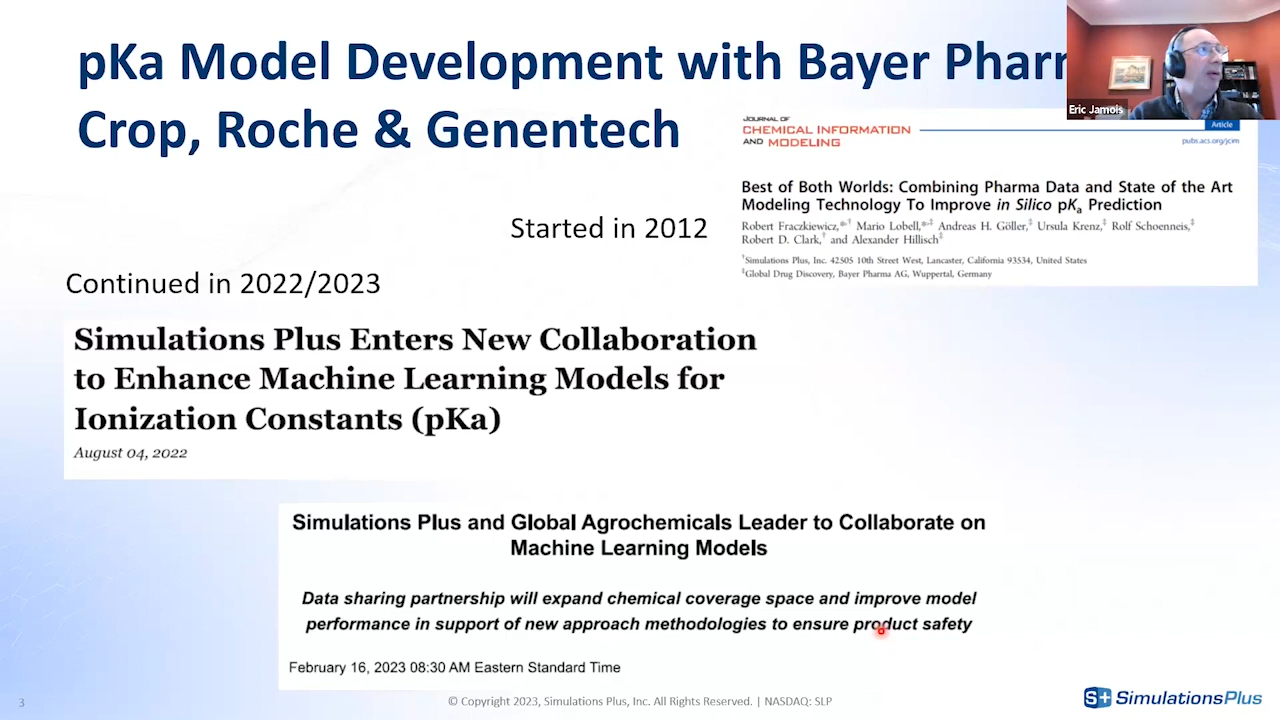 pKa Model Development with Bayer Pharm
Crop, Roche & Genentech
Eric Jamois
JOURNAL OF
CHEMICAL INFORMATION
AND MODELING
Article
pubs.acs.org/jcim
Best of Both Worlds: Combining Pharma Data and State of the Art
Modeling Technology To Improve in Silico pKa Prediction
Robert Fraczkiewicz,*,† Mario Lobell,*,‡ Andreas H. Göller,‡ Ursula Krenz,‡ Rolf Schoenneis,‡
Robert D. Clark,† and Alexander Hillisch‡
†Simulations Plus, Inc. 42505 10th Street West, Lancaster, California 93534, United States
‡Global Drug Discovery, Bayer Pharma AG, Wuppertal, Germany
Started in 2012
Continued in 2022/2023
Simulations Plus Enters New Collaboration
to Enhance Machine Learning Models for
Ionization Constants (pKa)
August 04, 2022
Simulations Plus and Global Agrochemicals Leader to Collaborate on
Machine Learning Models
Data sharing partnership will expand chemical coverage space and improve model
performance in support of new approach methodologies to ensure product safety
February 16, 2023 08:30 AM Eastern Standard Time
3
© Copyright 2023, Simulations Plus, Inc. All Rights Reserved. | NASDAQ: SLP
S+ SimulationsPlus